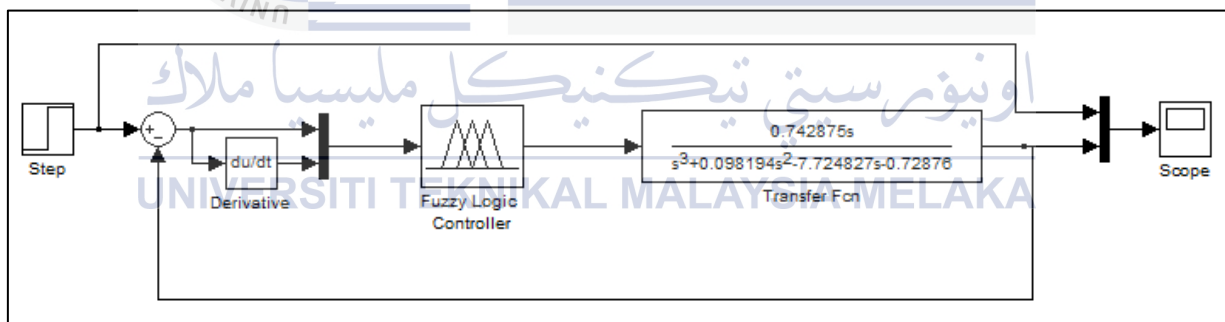 اونيۏرسيتي تيكنيكل مليسيا ملاك
UNIVERSITI TEKNIKAL MALAYSIA MELAKA
Step
+
−
du/dt
Derivative
Fuzzy Logic
Controller
0.742875s
s3+0.098194s2-7.724827s-0.72876
Transfer Fcn
Scope